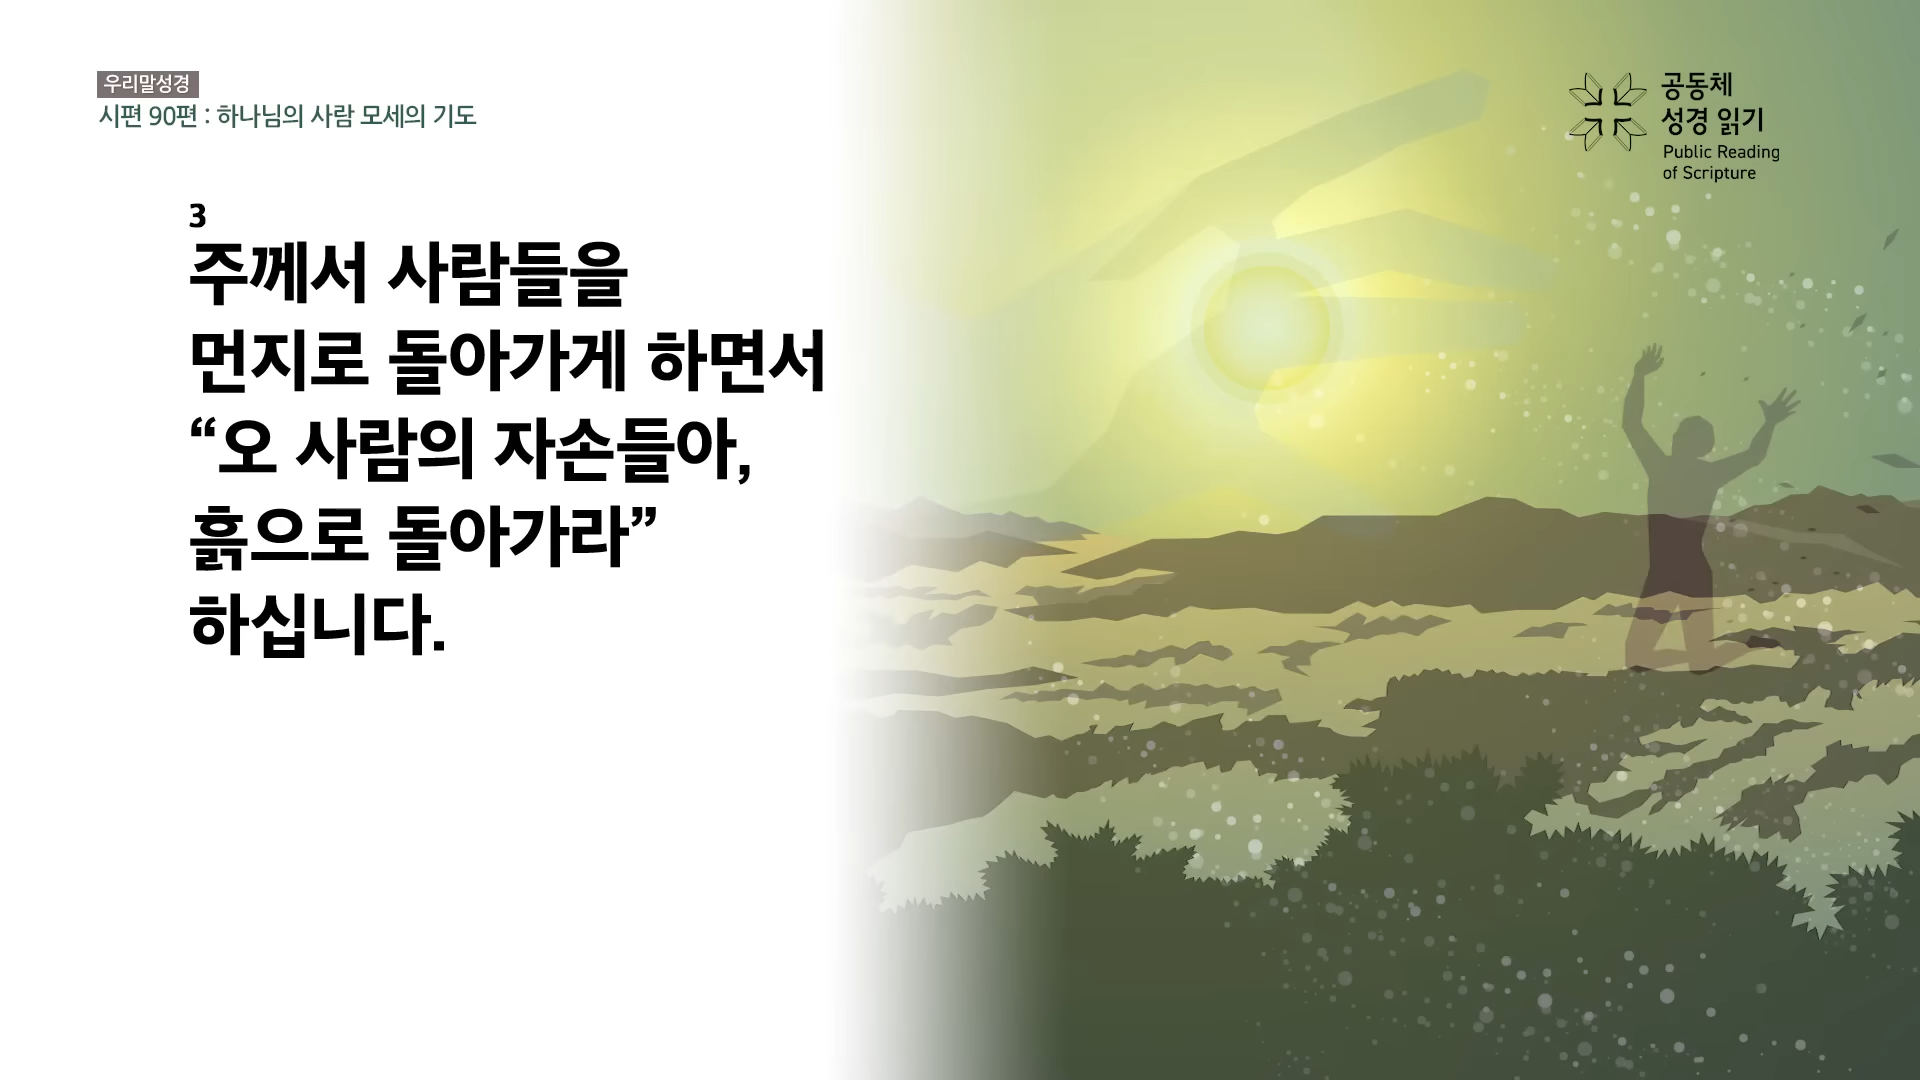 우리말성경
시편 90편 : 하나님의 사람 모세의 기도
공동체
성경 읽기
Public Reading
of Scripture
3
주께서 사람들을
먼지로 돌아가게 하면서
“오 사람의 자손들아,
흙으로 돌아가라”
하십니다.